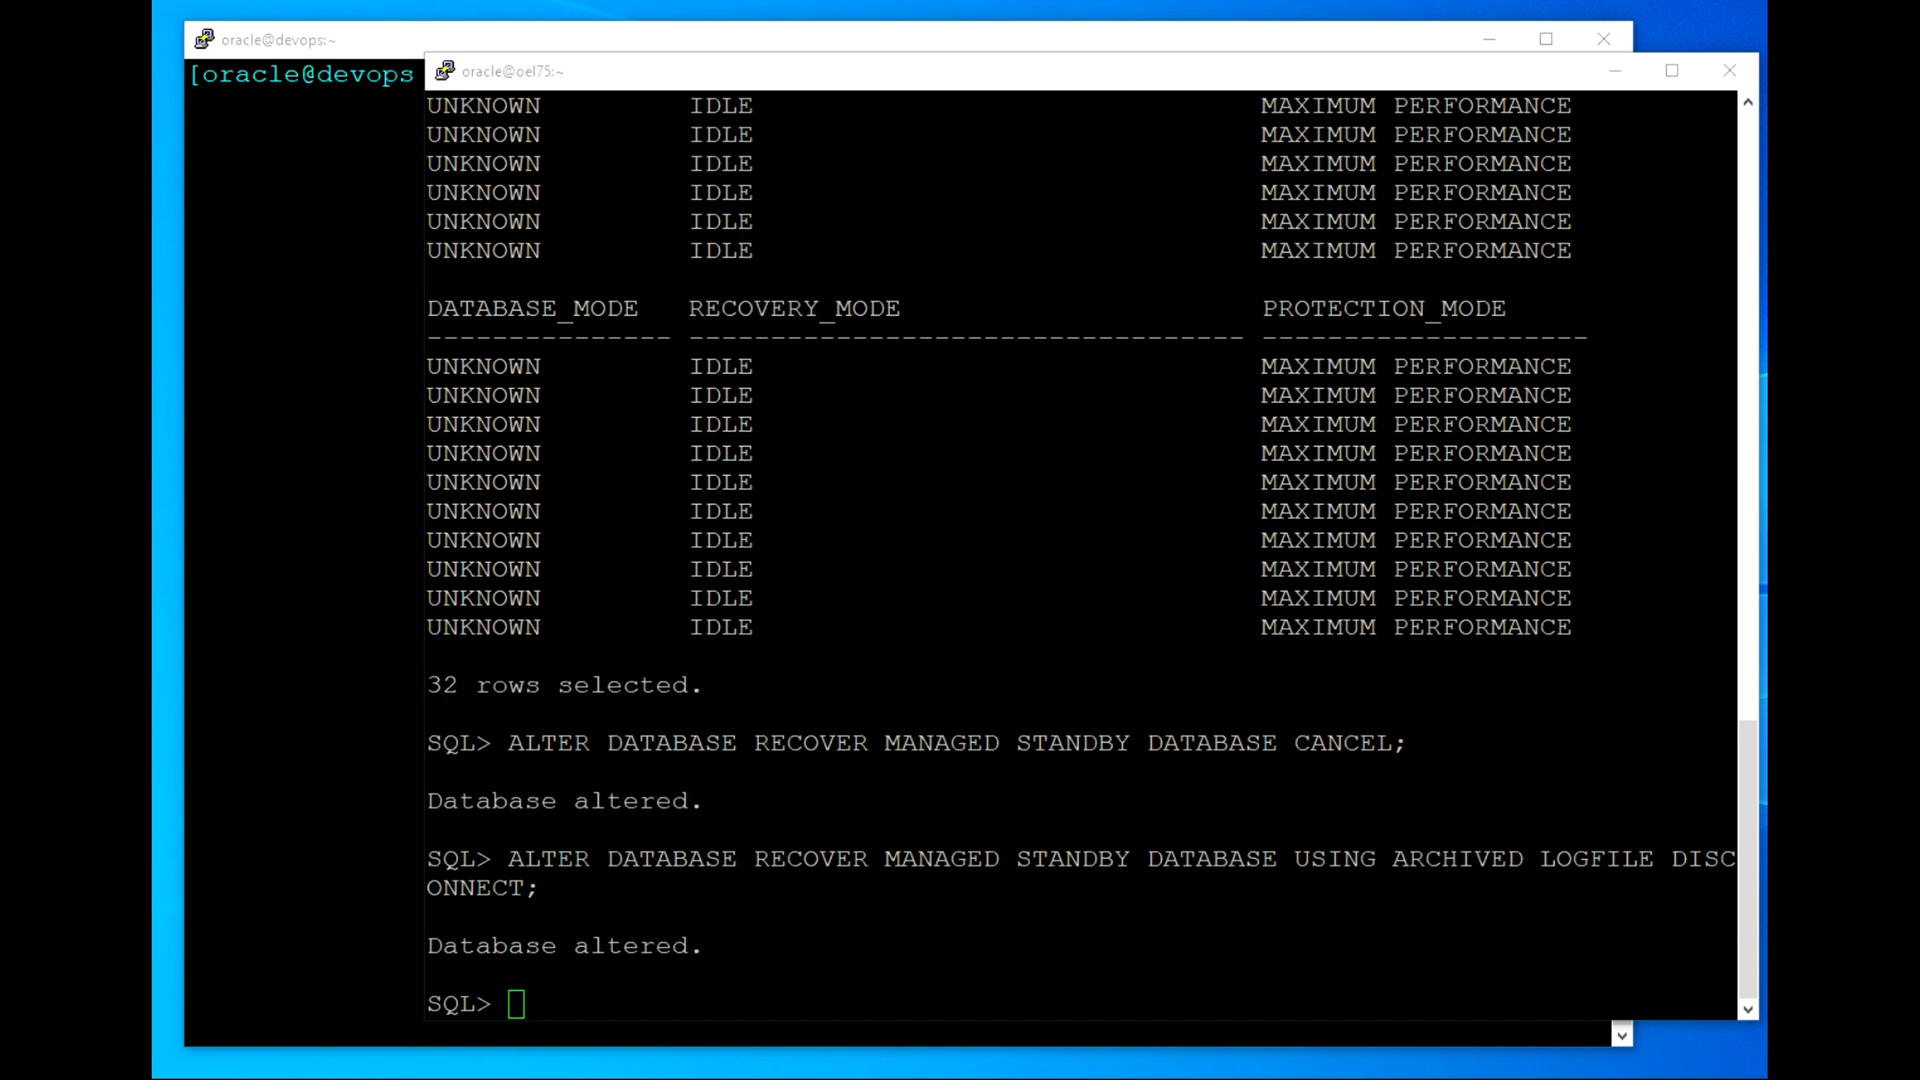 oracle@devops:~
[oracle@devops
oracle@oel75:~
UNKNOWN IDLE MAXIMUM PERFORMANCE
UNKNOWN IDLE MAXIMUM PERFORMANCE
UNKNOWN IDLE MAXIMUM PERFORMANCE
UNKNOWN IDLE MAXIMUM PERFORMANCE
UNKNOWN IDLE MAXIMUM PERFORMANCE
UNKNOWN IDLE MAXIMUM PERFORMANCE
DATABASE_MODE RECOVERY_MODE PROTECTION_MODE
--------------- ---------------------------------- --------------------
UNKNOWN IDLE MAXIMUM PERFORMANCE
UNKNOWN IDLE MAXIMUM PERFORMANCE
UNKNOWN IDLE MAXIMUM PERFORMANCE
UNKNOWN IDLE MAXIMUM PERFORMANCE
UNKNOWN IDLE MAXIMUM PERFORMANCE
UNKNOWN IDLE MAXIMUM PERFORMANCE
UNKNOWN IDLE MAXIMUM PERFORMANCE
UNKNOWN IDLE MAXIMUM PERFORMANCE
UNKNOWN IDLE MAXIMUM PERFORMANCE
UNKNOWN IDLE MAXIMUM PERFORMANCE
32 rows selected.
SQL> ALTER DATABASE RECOVER MANAGED STANDBY DATABASE CANCEL;
Database altered.
SQL> ALTER DATABASE RECOVER MANAGED STANDBY DATABASE USING ARCHIVED LOGFILE DISC
ONNECT;
Database altered.
SQL>